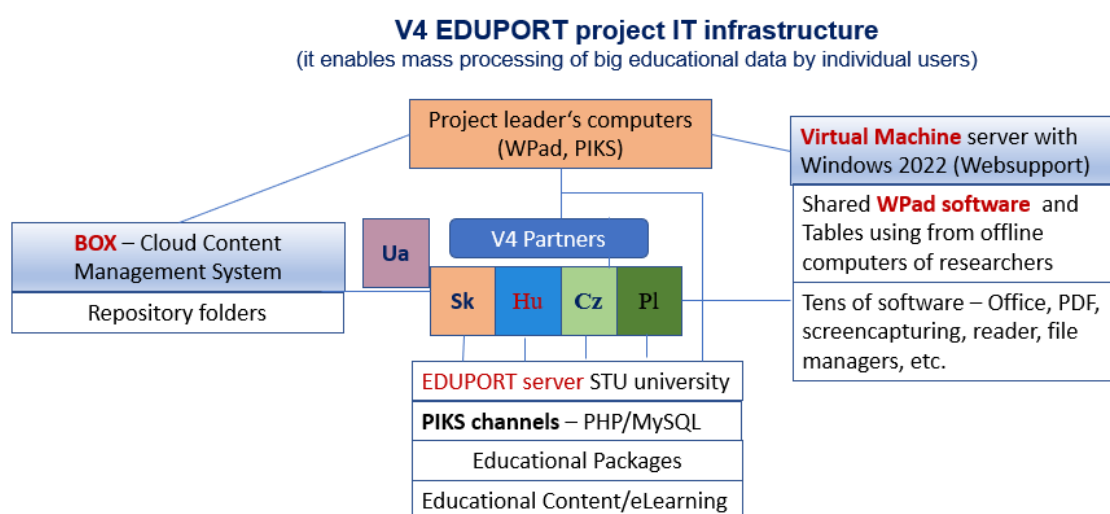 V4 EDUPORT project IT infrastructure
(it enables mass processing of big educational data by individual users)
Project leader‘s computers
(WPad, PIKS)
Virtual Machine server with
Windows 2022 (Websupport)
Shared WPad software and
Tables using from offline
computers of researchers
Tens of software – Office, PDF,
screencapturing, reader, file
managers, etc.
BOX – Cloud Content
Management System
Repository folders
Ua
V4 Partners
Sk
Hu
Cz
Pl
EDUPORT server STU university
PIKS channels – PHP/MySQL
Educational Packages
Educational Content/eLearning